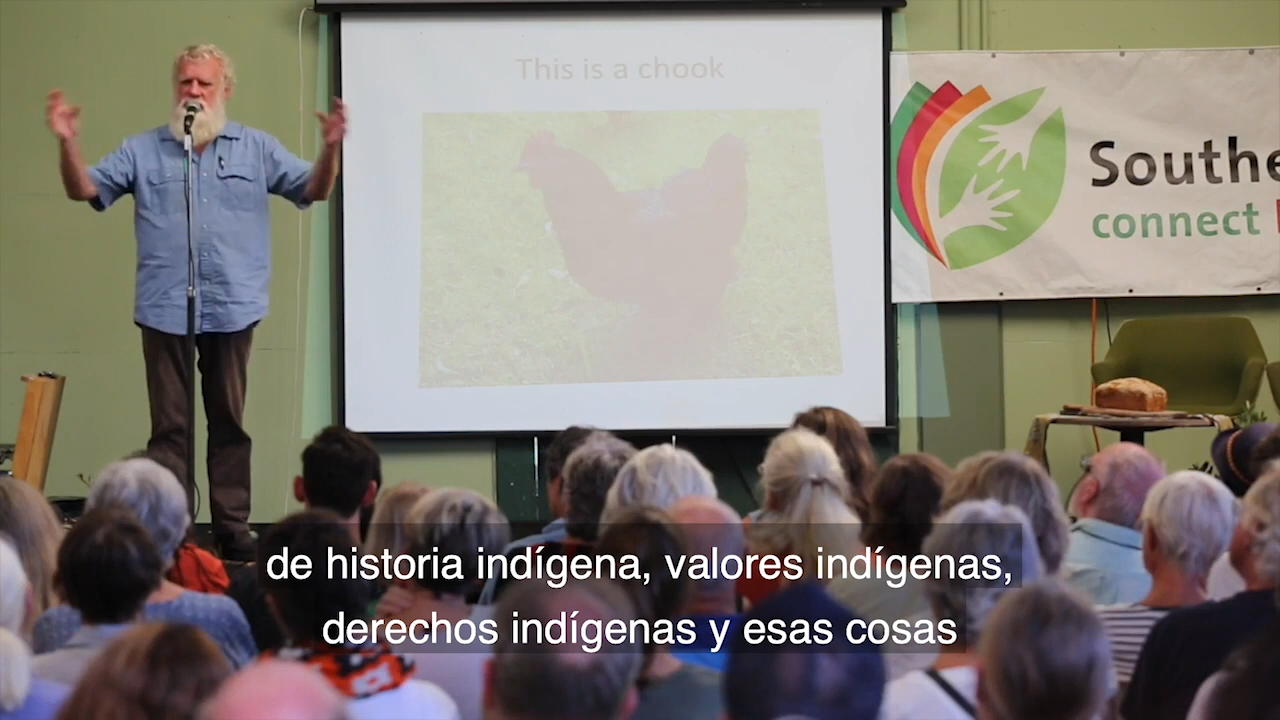 This is a chook
Southe
connect
de historia indígena, valores indígenas,
derechos indígenas y esas cosas